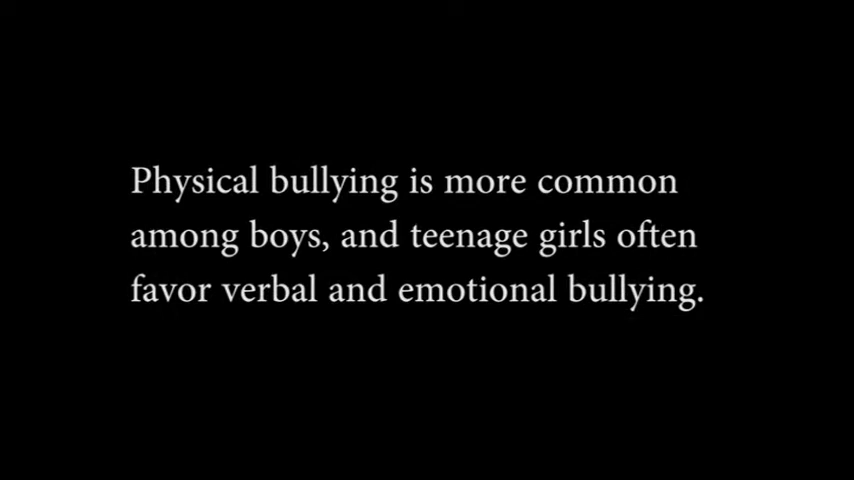 Physical bullying is more common
among boys, and teenage girls often
favor verbal and emotional bullying.